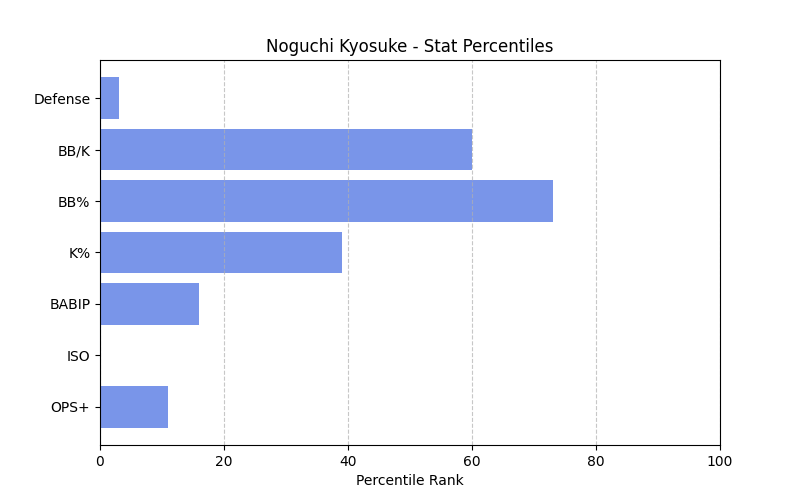 Noguchi Kyosuke - Stat Percentiles
Defense
BB/K
BB%
K%
BABIP
ISO
OPS+
0 20 40 60 80 100
Percentile Rank